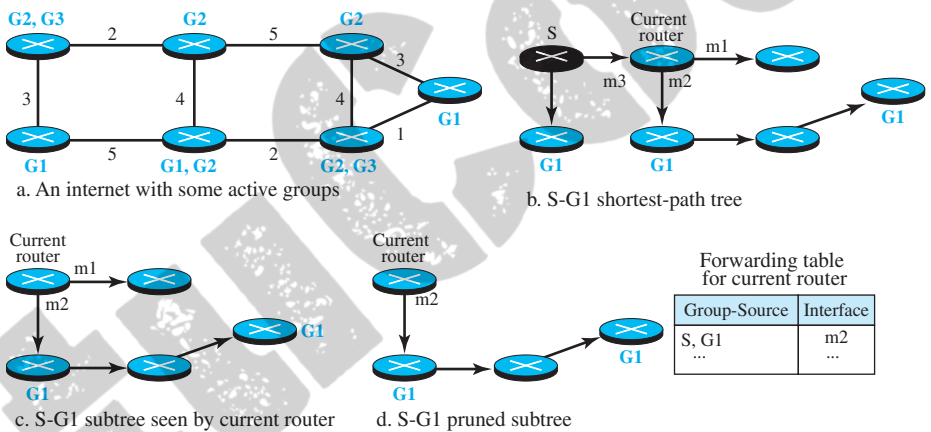 G2, G3
2
G2
5
G2
3
3
4
4
G1
1
G1
5
G1, G2
2
G2, G3
a. An internet with some active groups
S
Current
router
m1
m3
m2
G1
G1
G1
b. S-G1 shortest-path tree
Current
router
m1
m2
G1
G1
c. S-G1 subtree seen by current router
Current
router
m2
G1
G1
d. S-G1 pruned subtree
Forwarding table
for current router
Group-Source Interface
S, G1 m2
... ...